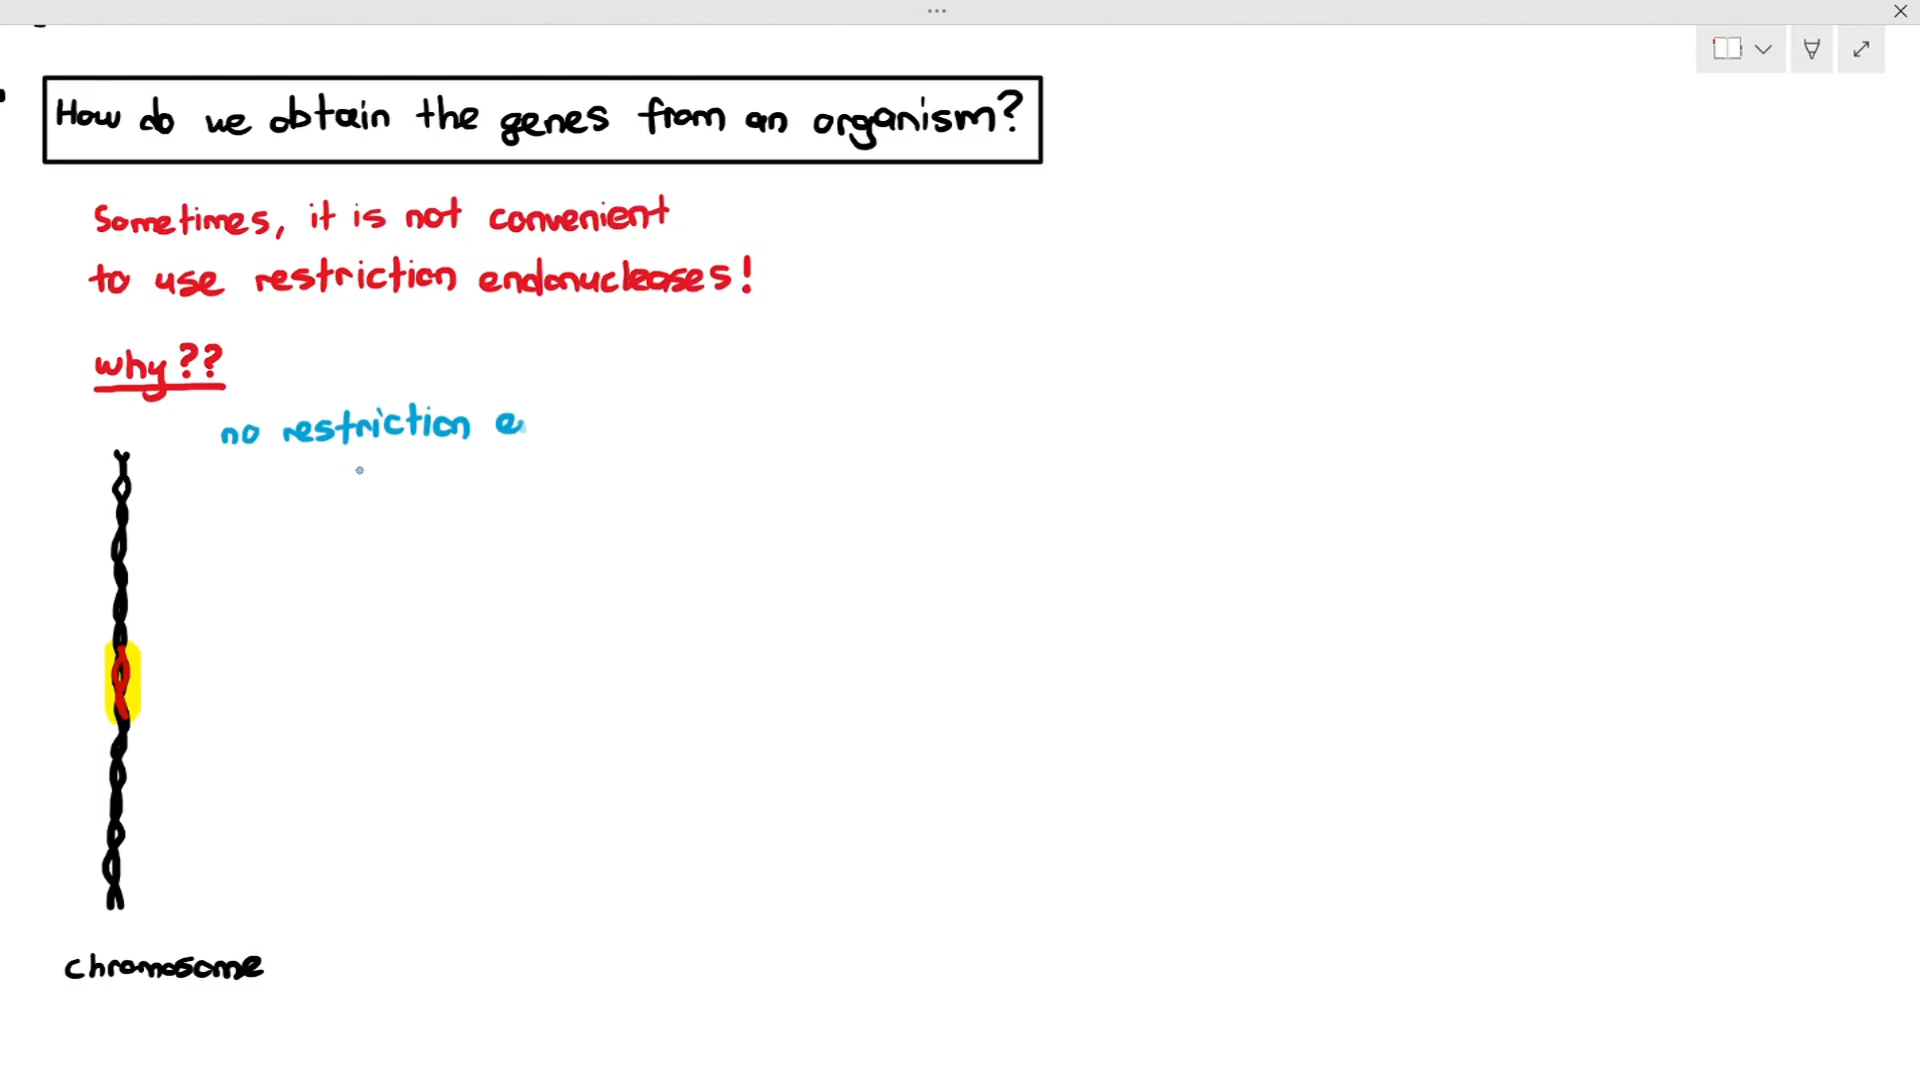 How do we obtain the genes from an organism?
Sometimes, it is not convenient
to use restriction endonucleases!
why??
no restriction e
chromosome